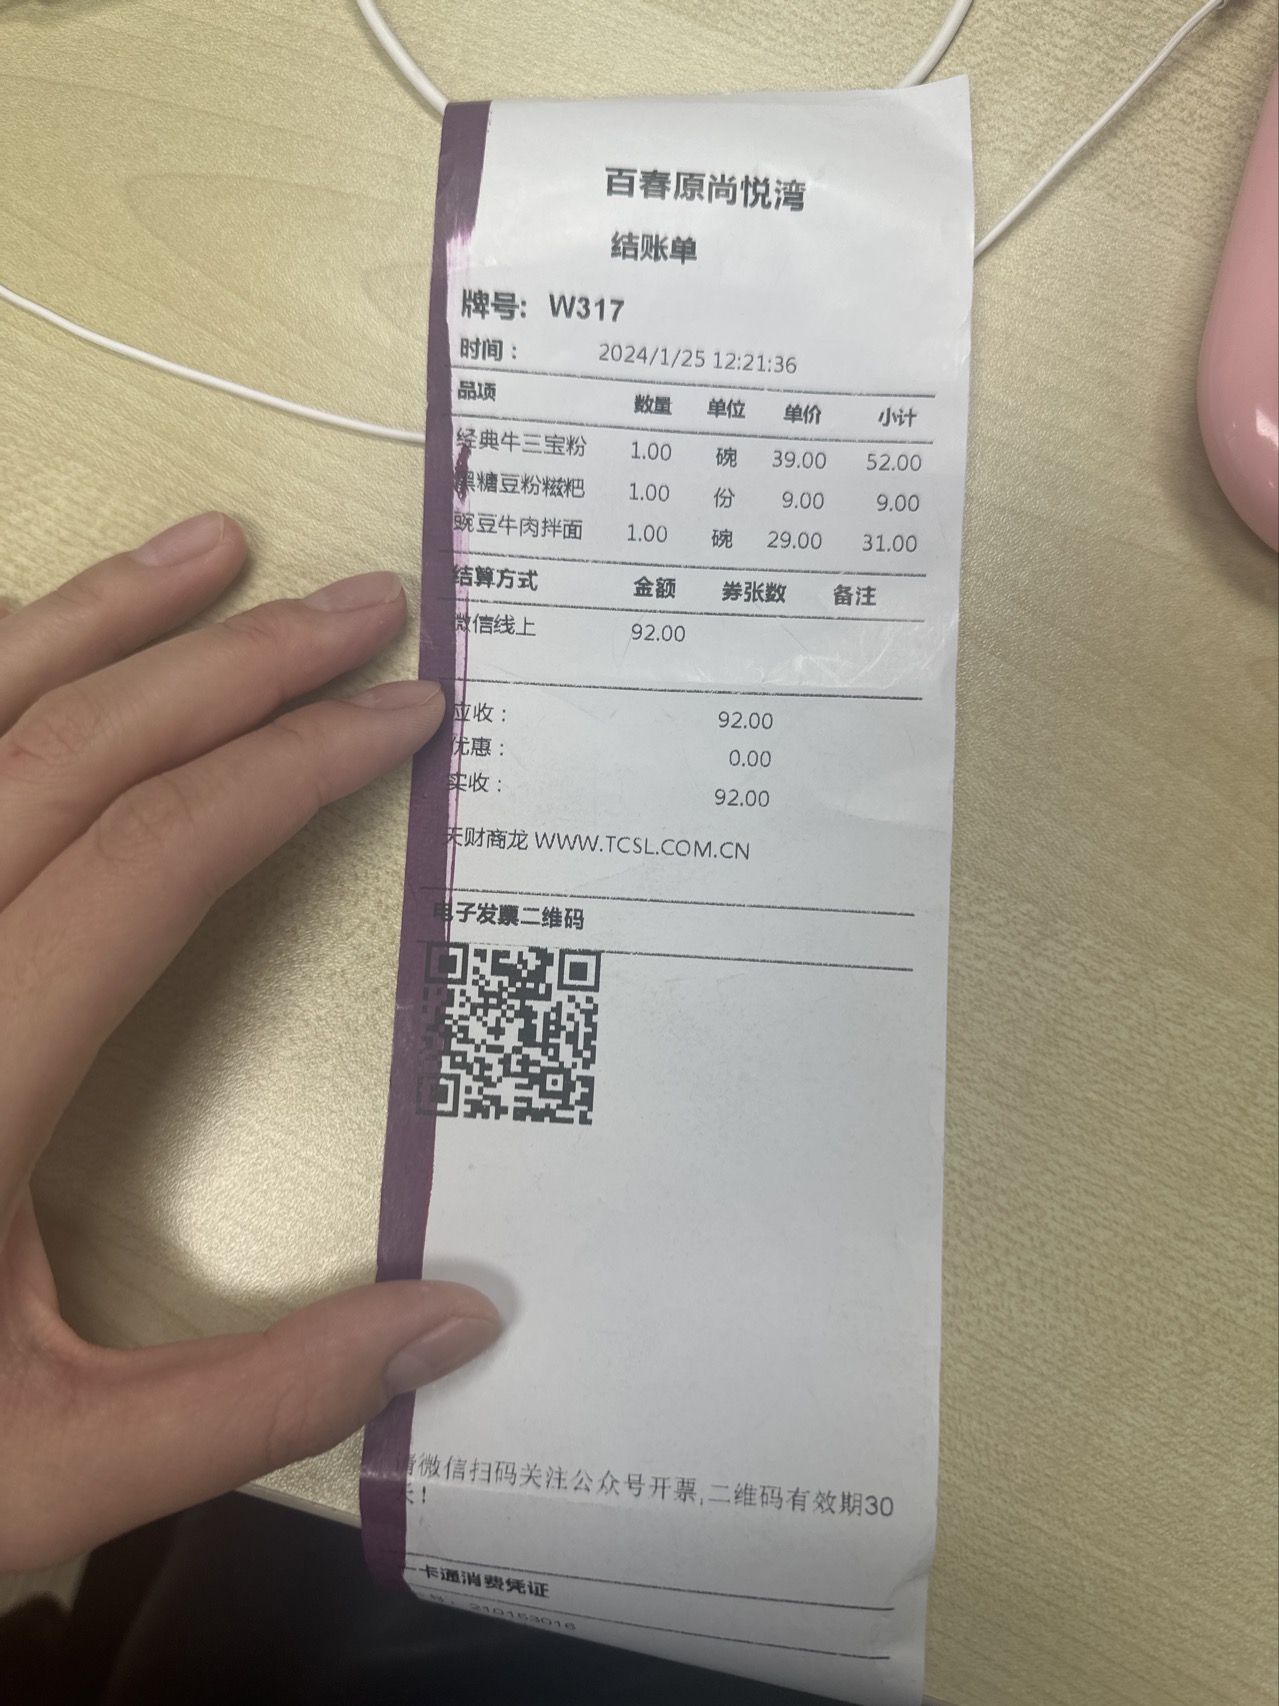 百春原尚悦湾
结账单
牌号: W317
时间： 2024/1/25 12:21:36
品项 数量 单位 单价 小计
经典牛三宝粉 1.00 碗 39.00 52.00
黑糖豆粉糍粑 1.00 份 9.00 9.00
豌豆牛肉拌面 1.00 碗 29.00 31.00
结算方式 金额 券张数 备注
微信线上 92.00
应收： 92.00
优惠： 0.00
实收： 92.00
天财商龙 WWW.TCSL.COM.CN
电子发票二维码
请微信扫码关注公众号开票,二维码有效期30
天!
一卡通消费凭证
210153016